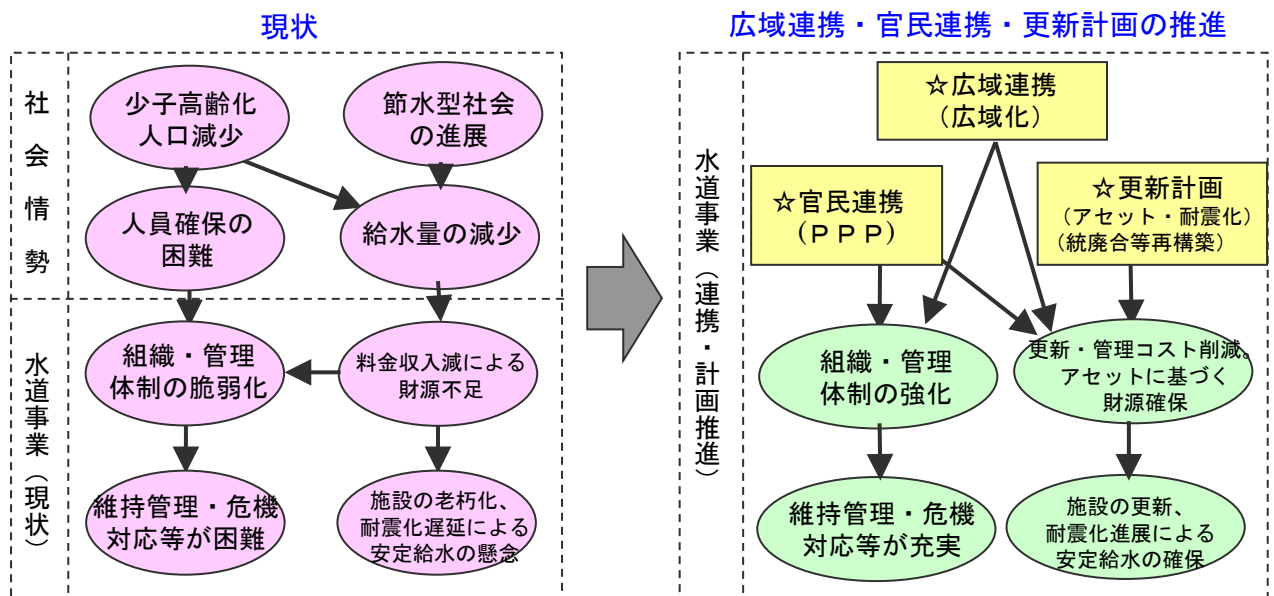 現状
社会情勢
少子高齢化
人口減少
節水型社会
の進展
人員確保の
困難
給水量の減少
水道事業（現状）
組織・管理
体制の脆弱化
料金収入減による
財源不足
維持管理・危機
対応等が困難
施設の老朽化、
耐震化遅延による
安定給水の懸念
広域連携・官民連携・更新計画の推進
水道事業（連携・計画推進）
☆広域連携
（広域化）
☆官民連携
（ＰＰＰ）
☆更新計画
（アセット・耐震化）
（統廃合等再構築）
組織・管理
体制の強化
更新・管理コスト削減。
アセットに基づく
財源確保
維持管理・危機
対応等が充実
施設の更新、
耐震化進展による
安定給水の確保